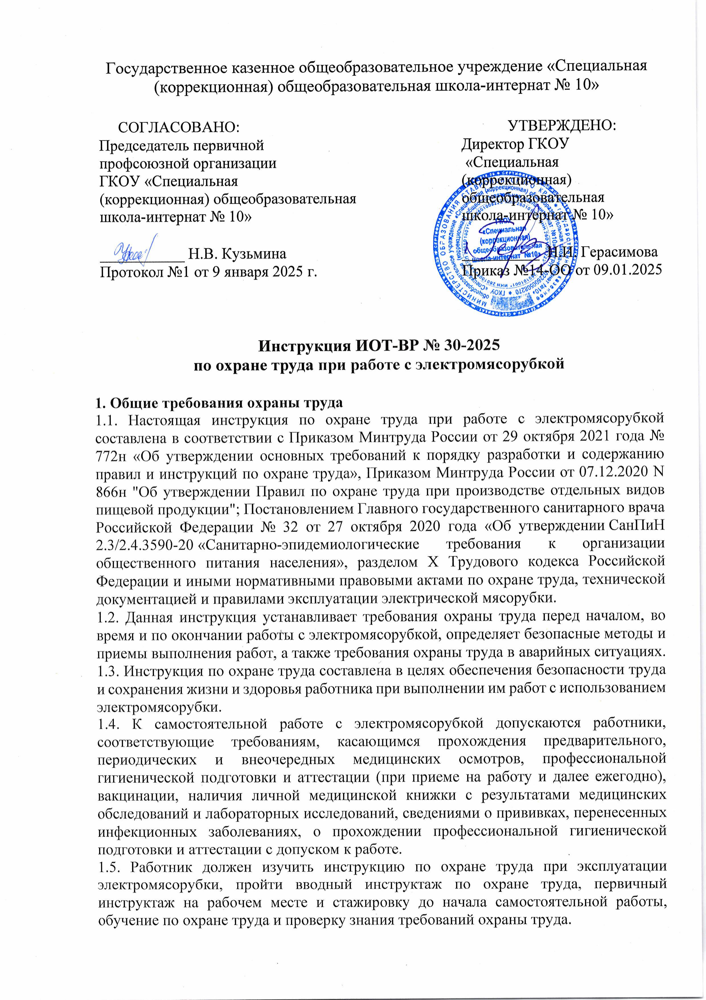 Государственное казенное общеобразовательное учреждение «Специальная
(коррекционная) общеобразовательная школа-интернат № 10»
СОГЛАСОВАНО:
Председатель первичной
профсоюзной организации
ГКОУ «Специальная
(коррекционная) общеобразовательная
школа-интернат № 10»
Н.В. Кузьмина
Протокол №1 от 9 января 2025 г.
УТВЕРЖДЕНО:
Директор ГКОУ
«Специальная
(коррекционная)
общеобразовательная
школа-интернат № 10»
Н.И. Герасимова
Приказ №14-ОО от 09.01.2025
ГКОУ
«Специальная
(коррекционная)
общеобразовательная
школа-интернат №10»
Инструкция ИОТ-ВР № 30-2025
по охране труда при работе с электромясорубкой
1. Общие требования охраны труда
1.1. Настоящая инструкция по охране труда при работе с электромясорубкой
составлена в соответствии с Приказом Минтруда России от 29 октября 2021 года №
772н «Об утверждении основных требований к порядку разработки и содержанию
правил и инструкций по охране труда», Приказом Минтруда России от 07.12.2020 N
866н "Об утверждении Правил по охране труда при производстве отдельных видов
пищевой продукции"; Постановлением Главного государственного санитарного врача
Российской Федерации № 32 от 27 октября 2020 года «Об утверждении СанПиН
2.3/2.4.3590-20 «Санитарно-эпидемиологические требования к организации
общественного питания населения», разделом X Трудового кодекса Российской
Федерации и иными нормативными правовыми актами по охране труда, технической
документацией и правилами эксплуатации электрической мясорубки.
1.2. Данная инструкция устанавливает требования охраны труда перед началом, во
время и по окончании работы с электромясорубкой, определяет безопасные методы и
приемы выполнения работ, а также требования охраны труда в аварийных ситуациях.
1.3. Инструкция по охране труда составлена в целях обеспечения безопасности труда
и сохранения жизни и здоровья работника при выполнении им работ с использованием
электромясорубки.
1.4. К самостоятельной работе с электромясорубкой допускаются работники,
соответствующие требованиям, касающимся прохождения предварительного,
периодических и внеочередных медицинских осмотров, профессиональной
гигиенической подготовки и аттестации (при приеме на работу и далее ежегодно),
вакцинации, наличия личной медицинской книжки с результатами медицинских
обследований и лабораторных исследований, сведениями о прививках, перенесенных
инфекционных заболеваниях, о прохождении профессиональной гигиенической
подготовки и аттестации с допуском к работе.
1.5. Работник должен изучить инструкцию по охране труда при эксплуатации
электромясорубки, пройти вводный инструктаж по охране труда, первичный
инструктаж на рабочем месте и стажировку до начала самостоятельной работы,
обучение по охране труда и проверку знания требований охраны труда.